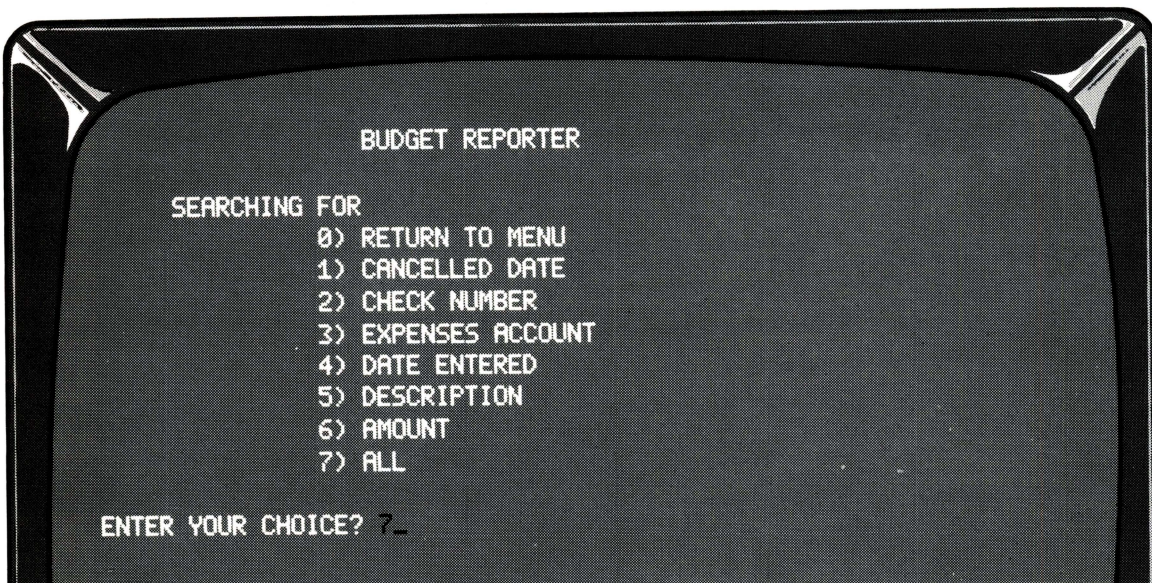 BUDGET REPORTER
SEARCHING FOR
0) RETURN TO MENU
1) CANCELLED DATE
2) CHECK NUMBER
3) EXPENSES ACCOUNT
4) DATE ENTERED
5) DESCRIPTION
6) AMOUNT
7) ALL
ENTER YOUR CHOICE? 7_